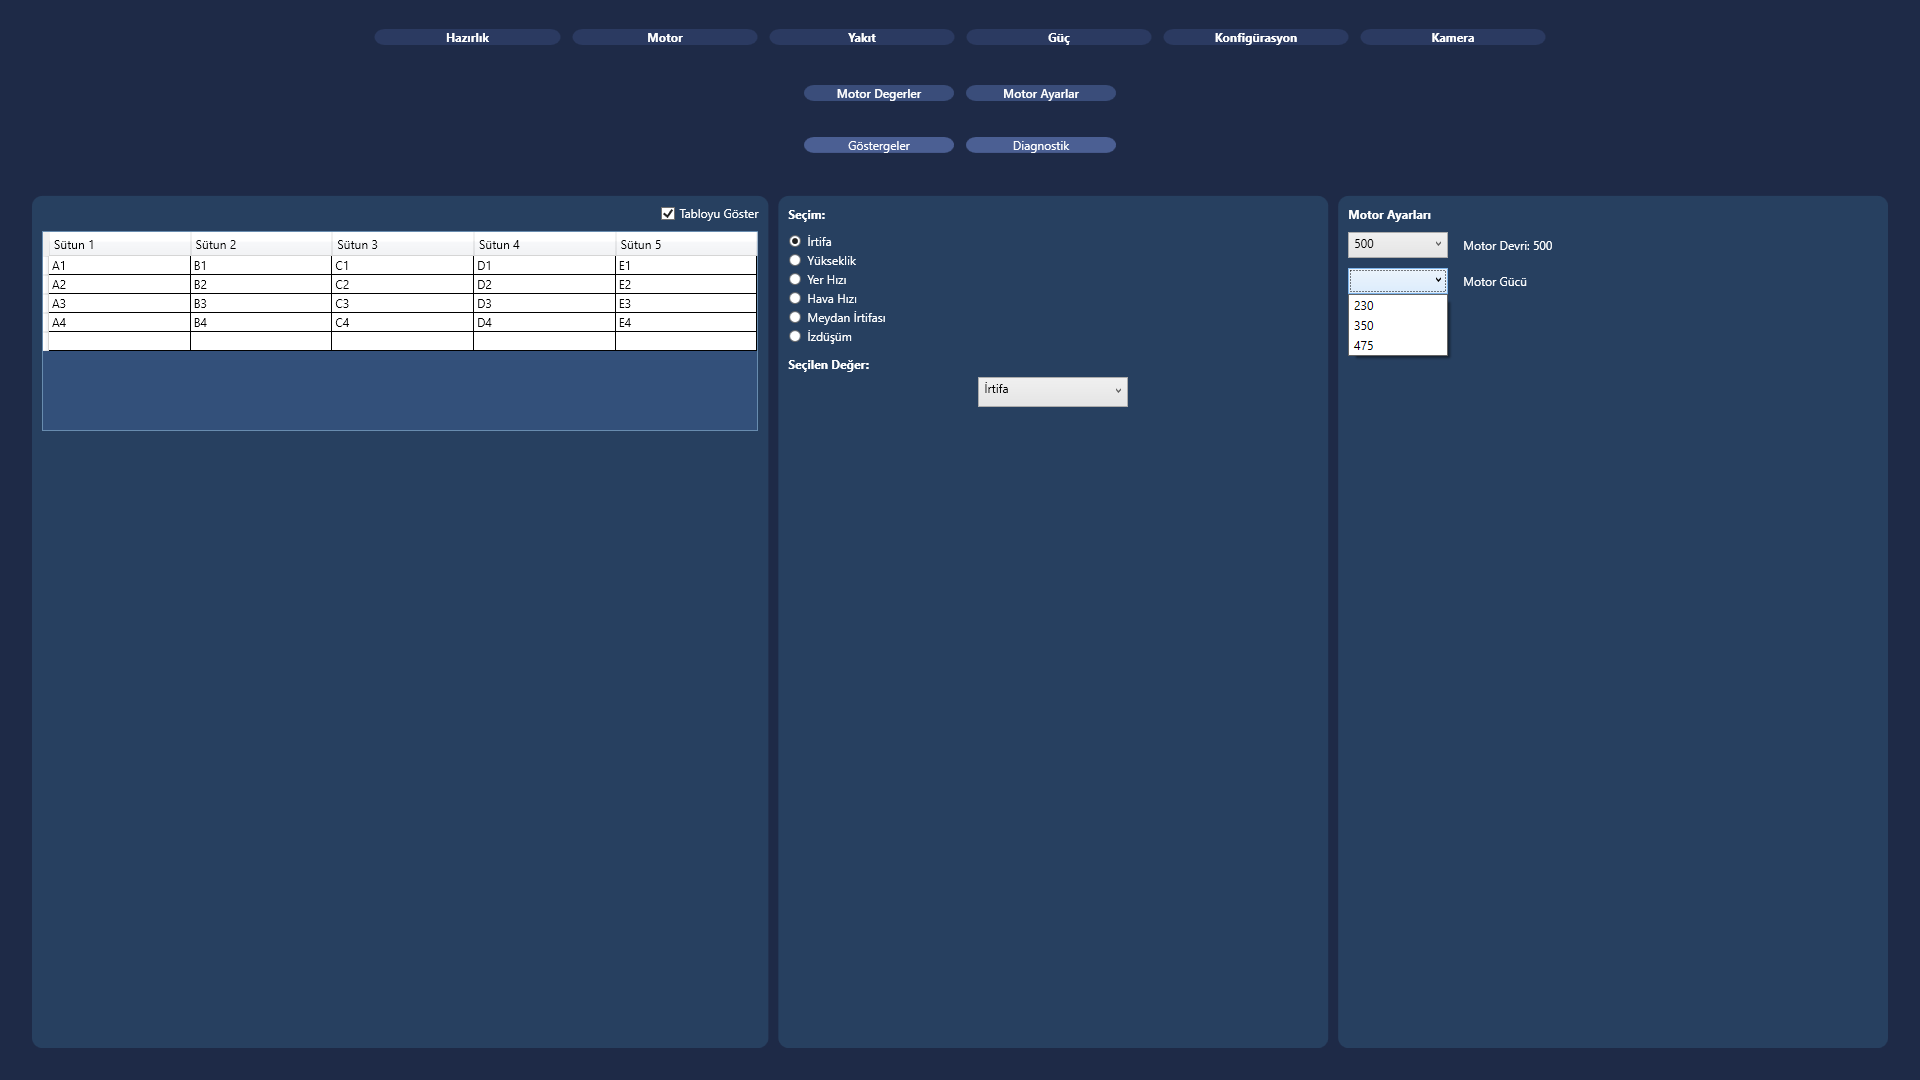 Hazırlık Motor Yakıt Güç Konfigürasyon Kamera
Motor Degerler Motor Ayarlar
Göstergeler Diagnostik
Tabloyu Göster
Sütun 1 Sütun 2 Sütun 3 Sütun 4 Sütun 5
A1 B1 C1 D1 E1
A2 B2 C2 D2 E2
A3 B3 C3 D3 E3
A4 B4 C4 D4 E4
Seçim:
İrtifa
Yükseklik
Yer Hızı
Hava Hızı
Meydan İrtifası
İzdüşüm
Seçilen Değer:
İrtifa
Motor Ayarları
500 Motor Devri: 500
Motor Gücü
230
350
475